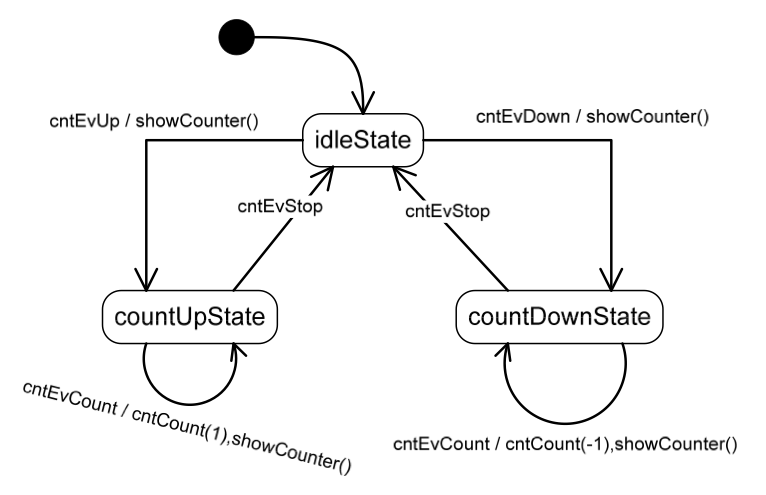 cntEvUp / showCounter()
cntEvDown / showCounter()
idleState
cntEvStop
cntEvStop
countUpState
countDownState
cntEvCount / cntCount(1),showCounter()
cntEvCount / cntCount(-1),showCounter()